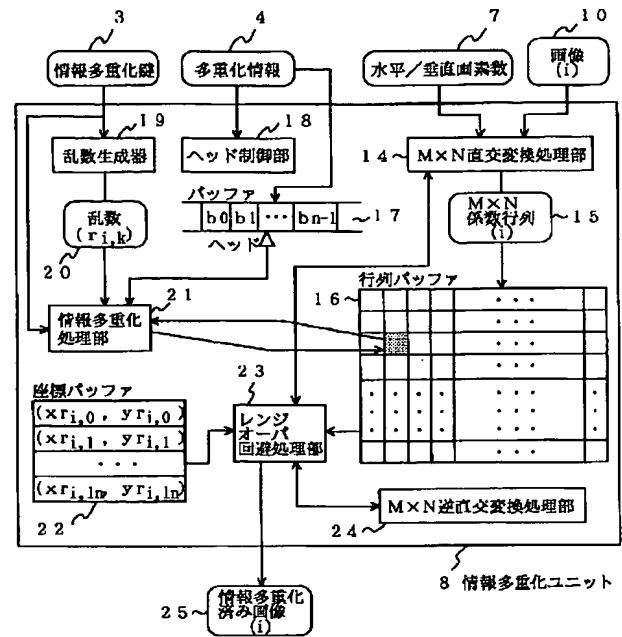 3
4
7
10
情報多重化鍵
多重化情報
水平／垂直画素数
画像
(i)
19
18
乱数生成器
ヘッド制御部
14
M×N直交変換処理部
バッファ
b0 b1 ・・・ bn-1
17
乱数
(ri,k)
20
ヘッド
M×N
係数行列
(i)
15
行列バッファ
16
21
情報多重化
処理部
座標バッファ
(xri,0, yri,0)
(xri,1, yri,1)
・・・
(xri,ln, yri,ln)
22
23
レンジ
オーバ
回避処理部
M×N逆直交変換処理部
24
8 情報多重化ユニット
25
情報多重化
済み画像
(i)